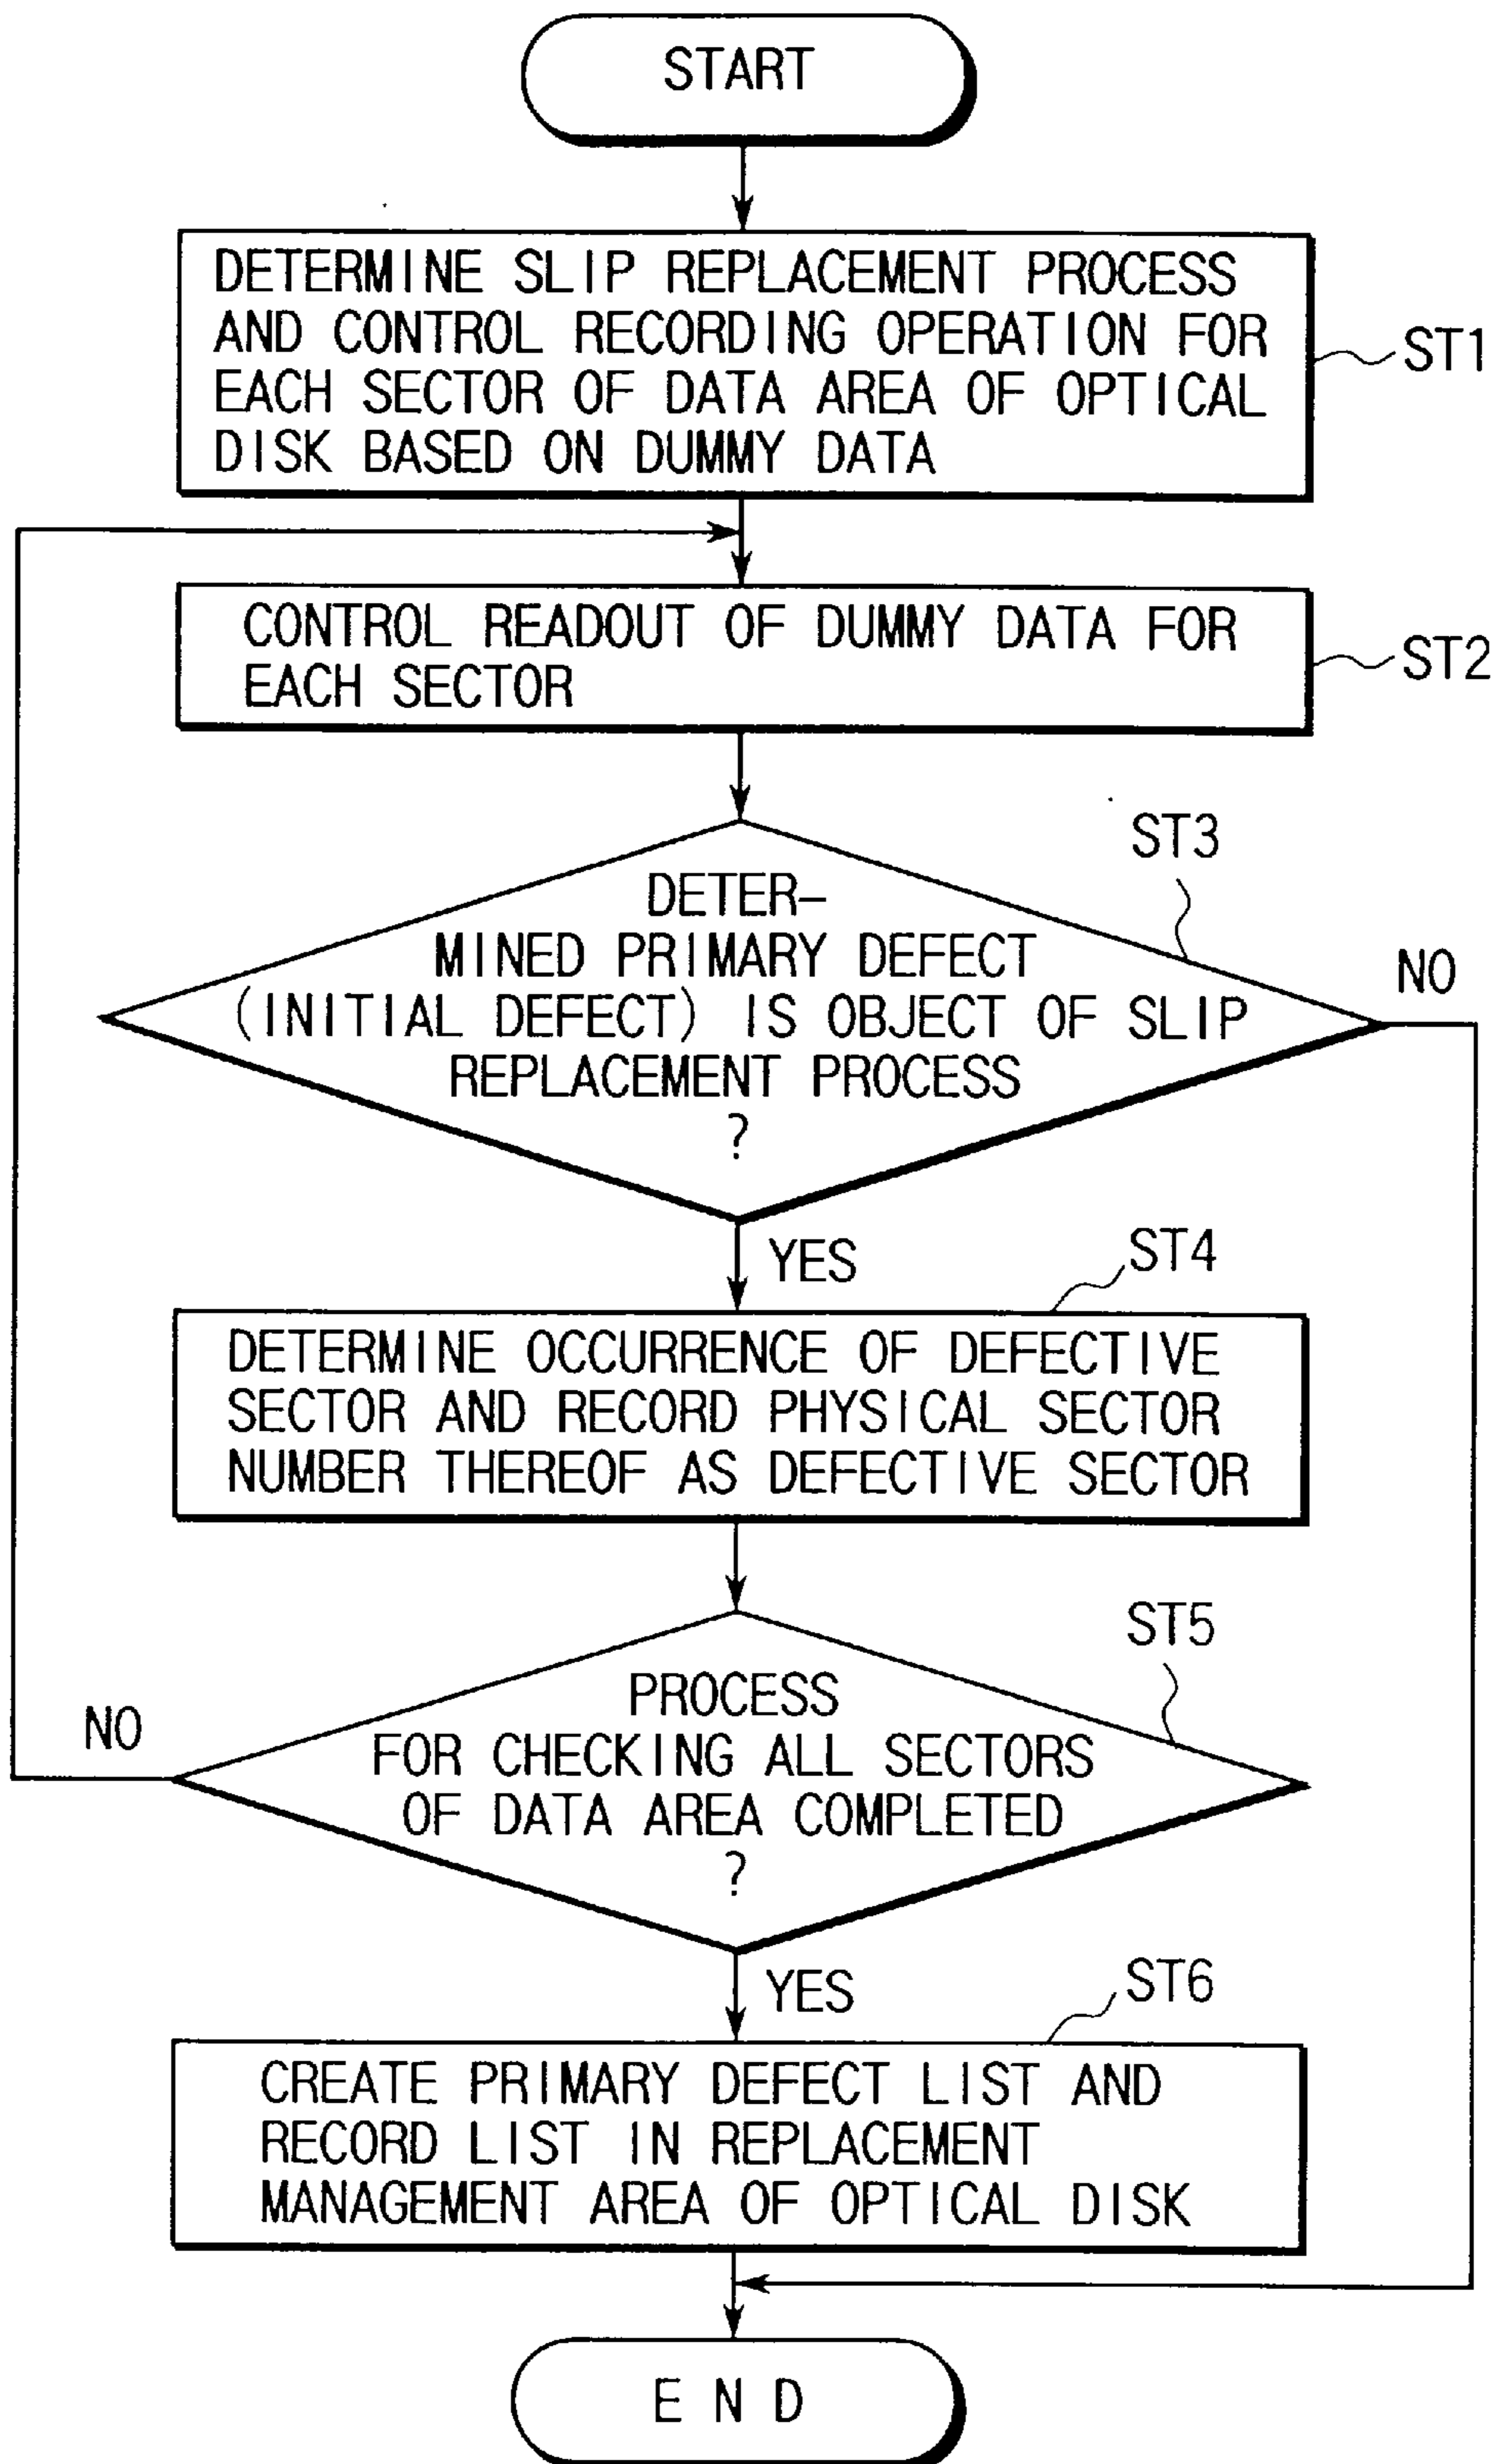 START
DETERMINE SLIP REPLACEMENT PROCESS
AND CONTROL RECORDING OPERATION FOR
EACH SECTOR OF DATA AREA OF OPTICAL
DISK BASED ON DUMMY DATA
ST1
CONTROL READOUT OF DUMMY DATA FOR
EACH SECTOR
ST2
ST3
DETER-
MINED PRIMARY DEFECT
(INITIAL DEFECT) IS OBJECT OF SLIP
REPLACEMENT PROCESS
?
NO
YES
ST4
DETERMINE OCCURRENCE OF DEFECTIVE
SECTOR AND RECORD PHYSICAL SECTOR
NUMBER THEREOF AS DEFECTIVE SECTOR
ST5
PROCESS
FOR CHECKING ALL SECTORS
OF DATA AREA COMPLETED
?
NO
YES
ST6
CREATE PRIMARY DEFECT LIST AND
RECORD LIST IN REPLACEMENT
MANAGEMENT AREA OF OPTICAL DISK
END